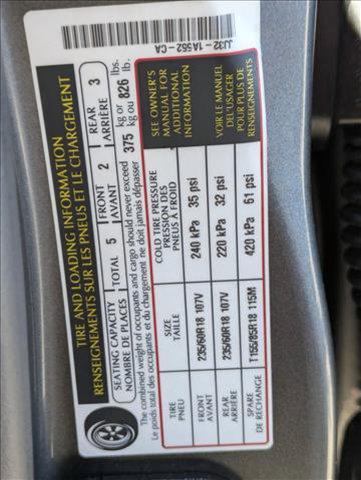 JJ32-1A552-CA
TIRE AND LOADING INFORMATION
RENSEIGNEMENTS SUR LES PNEUS ET LE CHARGEMENT
SEATING CAPACITY
NOMBRE DE PLACES
TOTAL 5
FRONT
AVANT
2
REAR
ARRIÈRE
3
The combined weight of occupants and cargo should never exceed
Le poids total des occupants et du chargement ne doit jamais dépasser
375 kg or
kg ou
826 lbs.
lb.
TIRE
PNEU
SIZE
TAILLE
COLD TIRE PRESSURE
PRESSION DES
PNEUS À FROID
FRONT
AVANT
235/60R18 107V
240 kPa 35 psi
REAR
ARRIÈRE
235/60R18 107V
220 kPa 32 psi
SPARE
DE RECHANGE
T155/85R18 115M
420 kPa 61 psi
SEE OWNER'S
MANUAL FOR
ADDITIONAL
INFORMATION
VOIR LE MANUEL
DE L'USAGER
POUR PLUS DE
RENSEIGNEMENTS